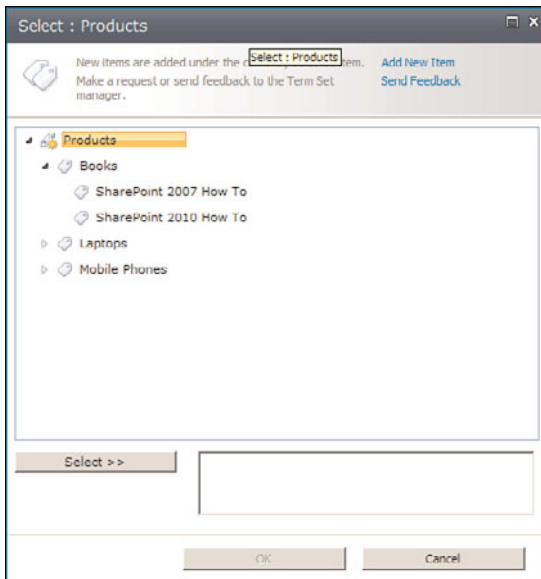 Select : Products
New items are added under the c
Select : Products
tem.
Add New Item
Make a request or send feedback to the Term Set
Send Feedback
manager.
Products
Books
SharePoint 2007 How To
SharePoint 2010 How To
Laptops
Mobile Phones
Select >>
OK
Cancel